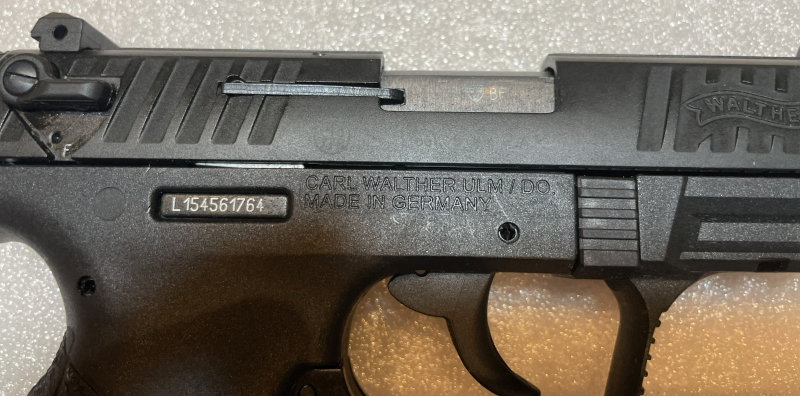 WALTHER
F
L154561764
CARL WALTHER ULM / DO
MADE IN GERMANY